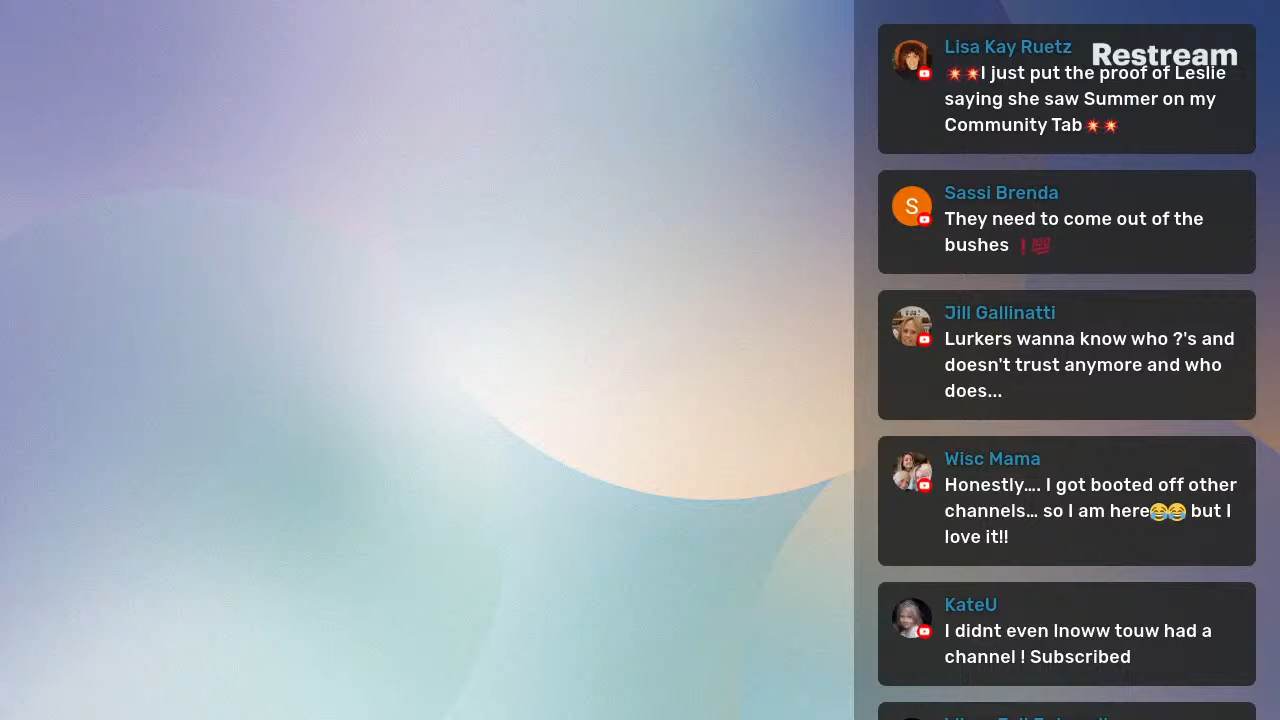 Restream
Lisa Kay Ruetz
💥💥I just put the proof of Leslie
saying she saw Summer on my
Community Tab💥💥
S
Sassi Brenda
They need to come out of the
bushes ❗💯
Jill Gallinatti
Lurkers wanna know who ?'s and
doesn't trust anymore and who
does...
Wisc Mama
Honestly…. I got booted off other
channels… so I am here😂😂 but I
love it!!
KateU
I didnt even Inoww touw had a
channel ! Subscribed